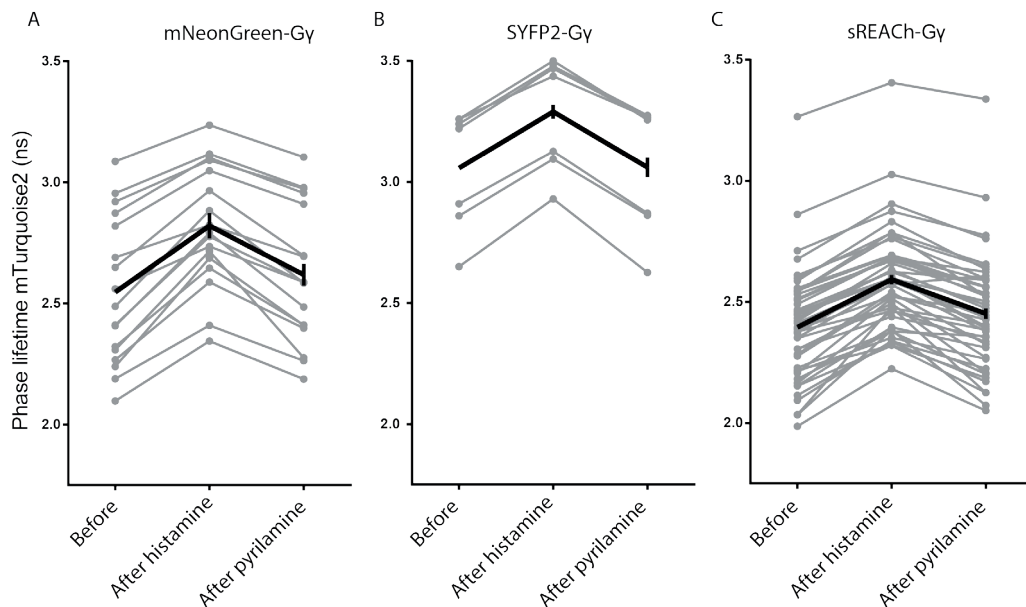 A
mNeonGreen-Gγ
B
SYFP2-Gγ
C
sREACh-Gγ
Phase lifetime mTurquoise2 (ns)
3.5
3.0
2.5
2.0
Before
After histamine
After pyrilamine
3.5
3.0
2.5
2.0
Before
After histamine
After pyrilamine
3.5
3.0
2.5
2.0
Before
After histamine
After pyrilamine